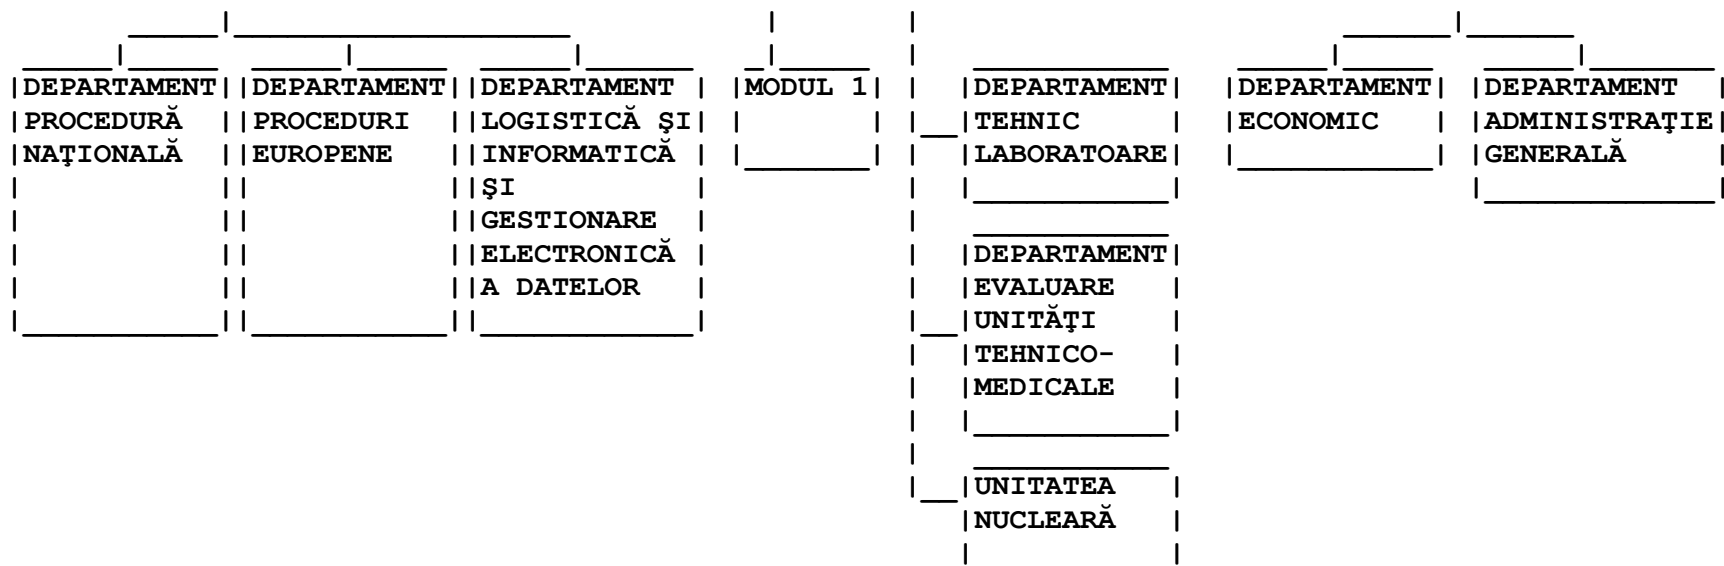 DEPARTAMENT
PROCEDURĂ
NAŢIONALĂ
DEPARTAMENT
PROCEDURI
EUROPENE
DEPARTAMENT
LOGISTICĂ ŞI
INFORMATICĂ
ŞI
GESTIONARE
ELECTRONICĂ
A DATELOR
MODUL 1
DEPARTAMENT
TEHNIC
LABORATOARE
DEPARTAMENT
EVALUARE
UNITĂŢI
TEHNICO-
MEDICALE
UNITATEA
NUCLEARĂ
DEPARTAMENT
ECONOMIC
DEPARTAMENT
ADMINISTRAŢIE
GENERALĂ